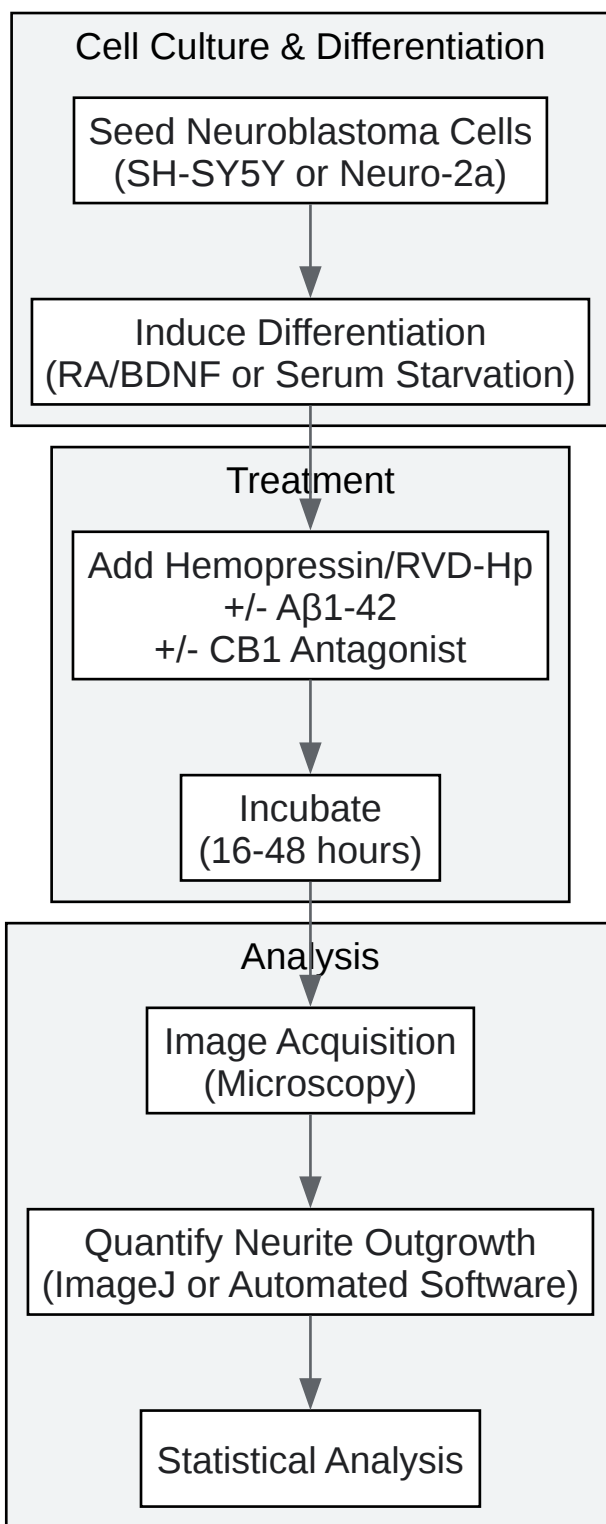 Cell Culture & Differentiation
Seed Neuroblastoma Cells
(SH-SY5Y or Neuro-2a)
Induce Differentiation
(RA/BDNF or Serum Starvation)
Treatment
Add Hemopressin/RVD-Hp
+/- Aβ1-42
+/- CB1 Antagonist
Incubate
(16-48 hours)
Analysis
Image Acquisition
(Microscopy)
Quantify Neurite Outgrowth
(ImageJ or Automated Software)
Statistical Analysis